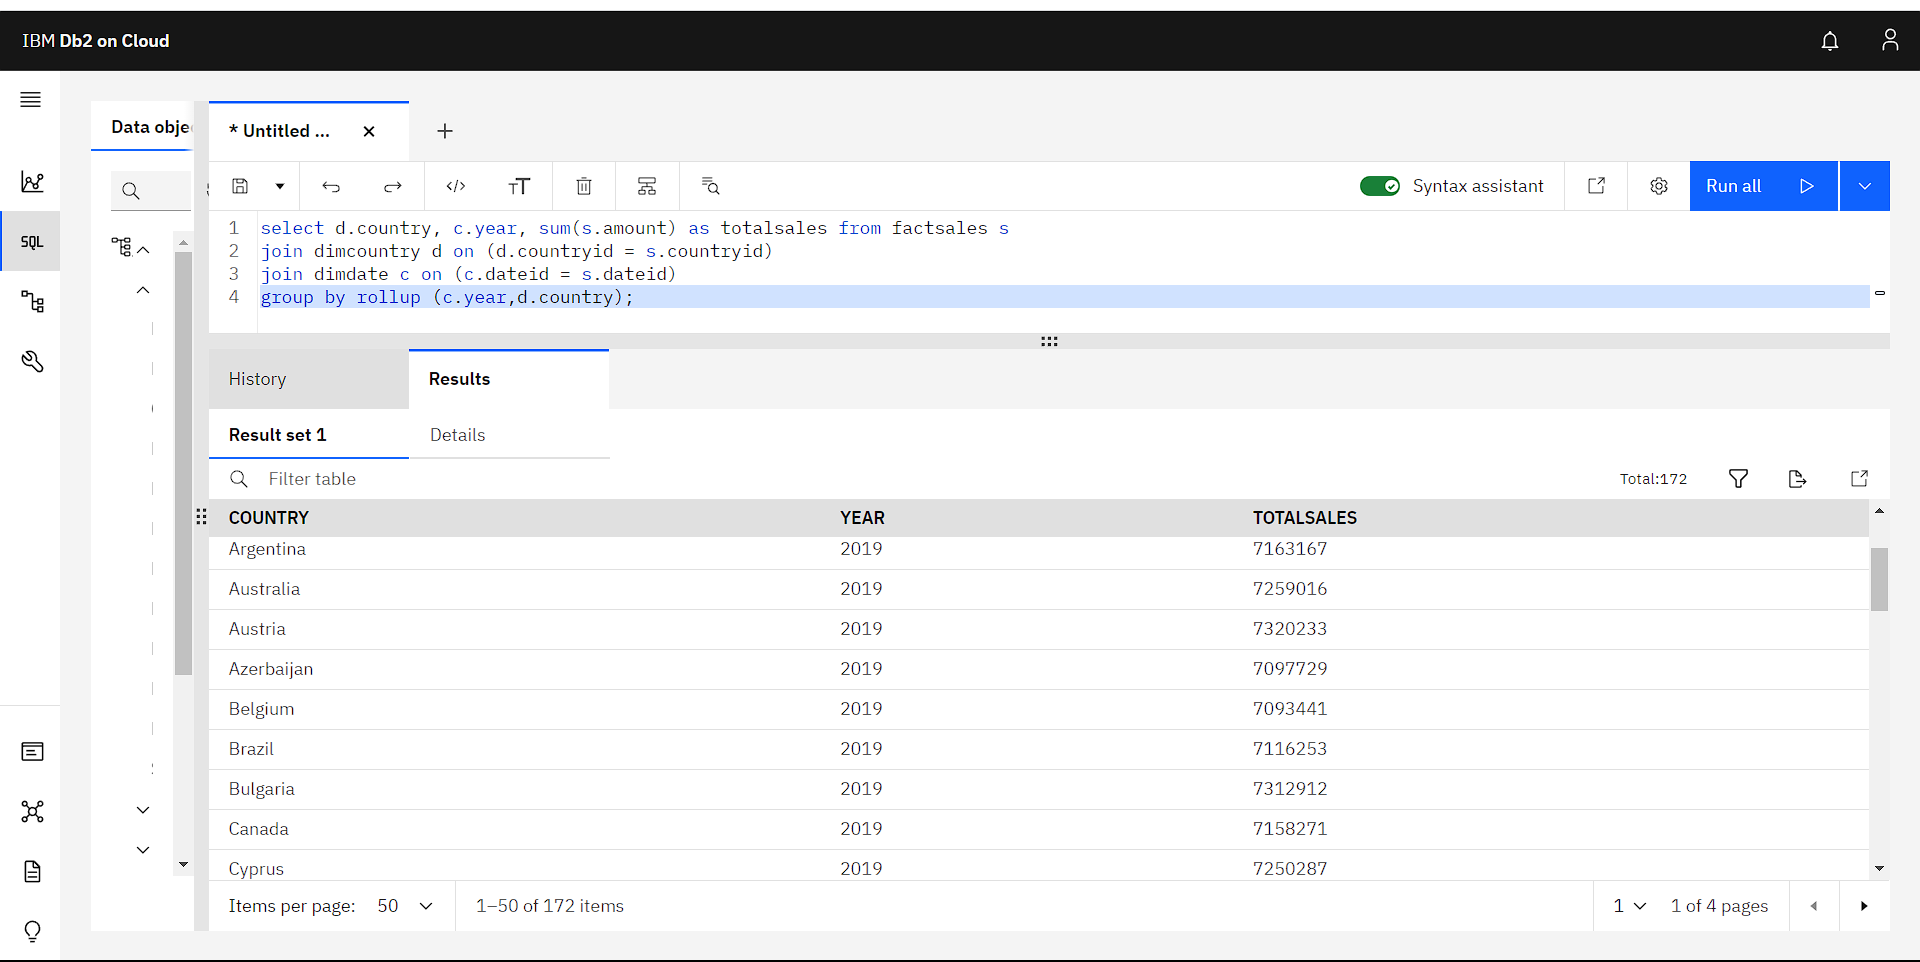 IBM Db2 on Cloud
Data obje
* Untitled ...
Syntax assistant
Run all
SQL
1 select d.country, c.year, sum(s.amount) as totalsales from factsales s
2 join dimcountry d on (d.countryid = s.countryid)
3 join dimdate c on (c.dateid = s.dateid)
4 group by rollup (c.year,d.country);
History
Results
Result set 1
Details
Filter table
Total:172
COUNTRY YEAR TOTALSALES
Argentina 2019 7163167
Australia 2019 7259016
Austria 2019 7320233
Azerbaijan 2019 7097729
Belgium 2019 7093441
Brazil 2019 7116253
Bulgaria 2019 7312912
Canada 2019 7158271
Cyprus 2019 7250287
Items per page: 50
1–50 of 172 items
1
1 of 4 pages